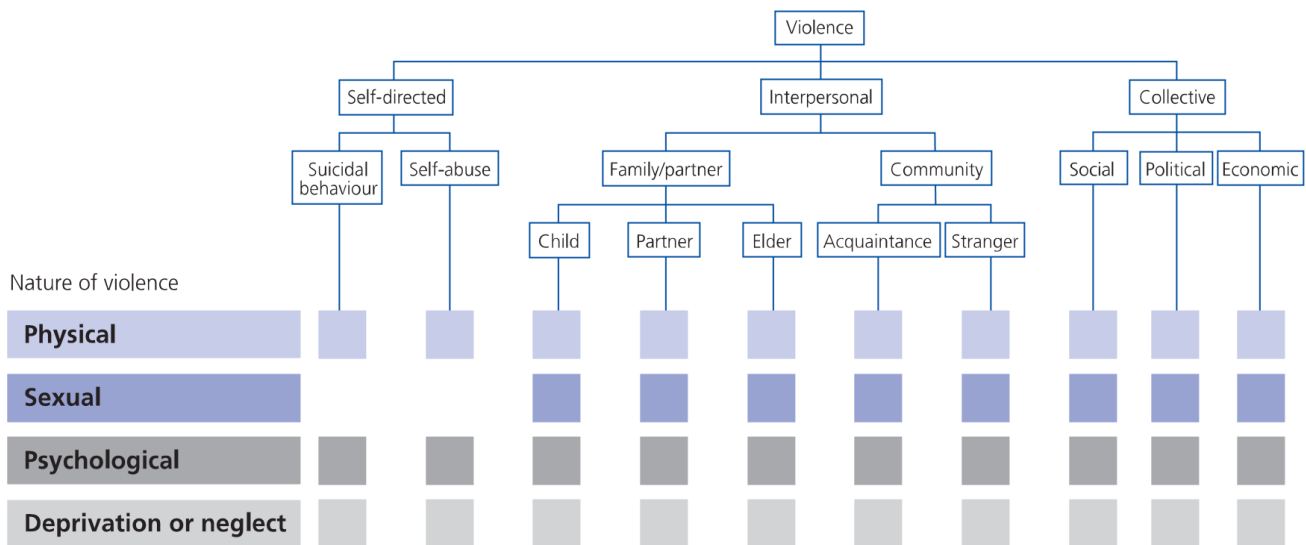 Violence
Self-directed
Interpersonal
Collective
Suicidal
behaviour
Self-abuse
Family/partner
Community
Social
Political
Economic
Child
Partner
Elder
Acquaintance
Stranger
Nature of violence
Physical
Sexual
Psychological
Deprivation or neglect